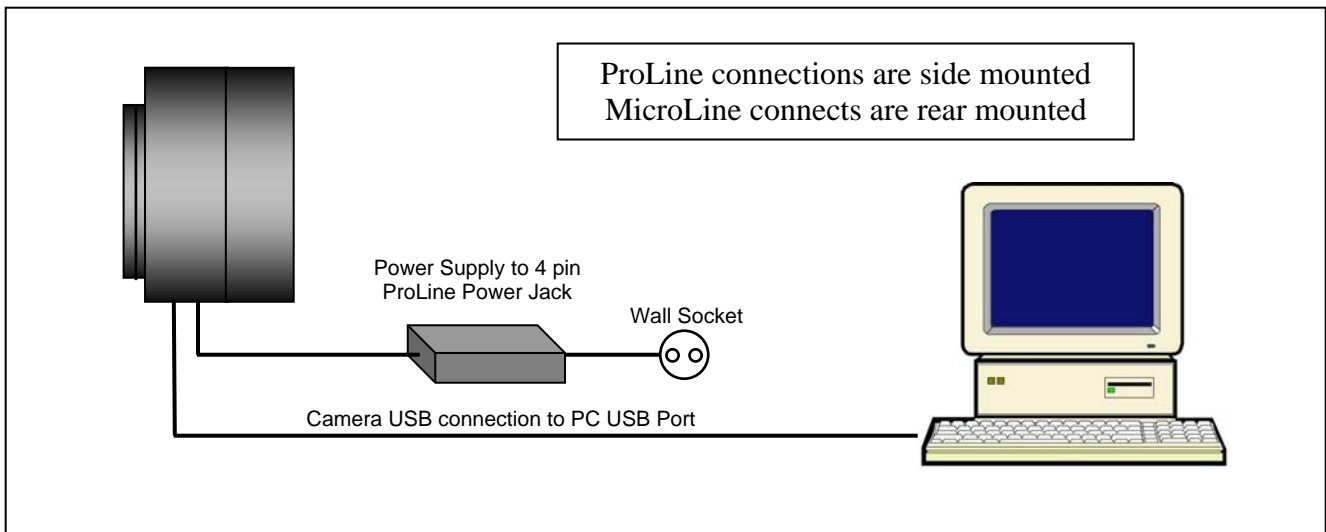 ProLine connections are side mounted
MicroLine connects are rear mounted
Power Supply to 4 pin
ProLine Power Jack
Wall Socket
Camera USB connection to PC USB Port